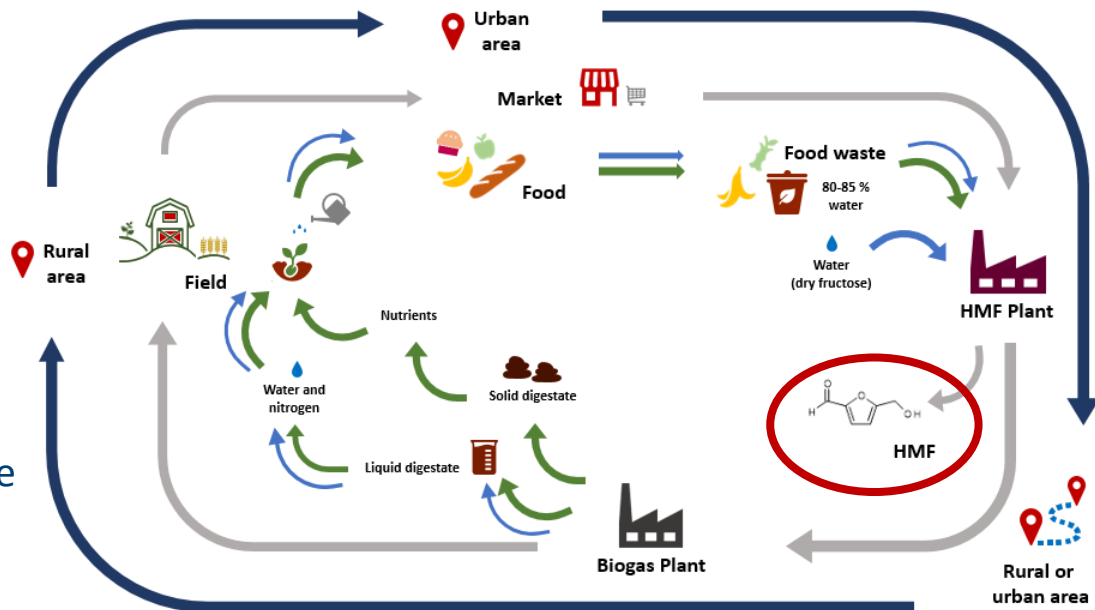 Urban
area
Market
Food
Food waste
80-85 %
water
Water
(dry fructose)
HMF Plant
Rural
area
Field
Nutrients
Water and
nitrogen
Solid digestate
Liquid digestate
O
H
O
OH
HMF
e
Biogas Plant
Rural or
urban area